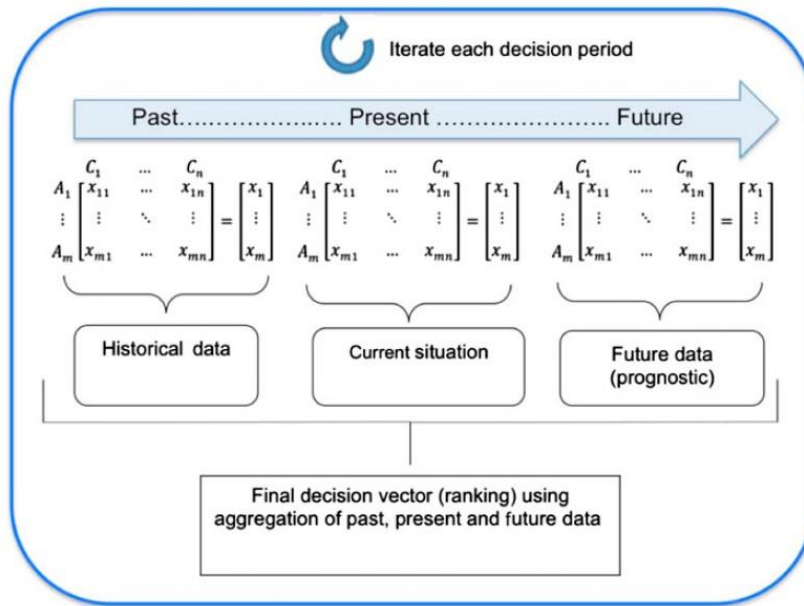 Iterate each decision period
Past……………….…... Present ………………….. Future
C₁ ... Cₙ C₁ ... Cₙ C₁ ... Cₙ
A₁ [x₁₁ ... x₁ₙ] [x₁] A₁ [x₁₁ ... x₁ₙ] [x₁] A₁ [x₁₁ ... x₁ₙ] [x₁]
⋮ [⋮ ⋱ ⋮] = [⋮] ⋮ [⋮ ⋱ ⋮] = [⋮] ⋮ [⋮ ⋱ ⋮] = [⋮]
Aₘ [xₘ₁ ... xₘₙ] [xₘ] Aₘ [xₘ₁ ... xₘₙ] [xₘ] Aₘ [xₘ₁ ... xₘₙ] [xₘ]
Historical data
Current situation
Future data
(prognostic)
Final decision vector (ranking) using
aggregation of past, present and future data